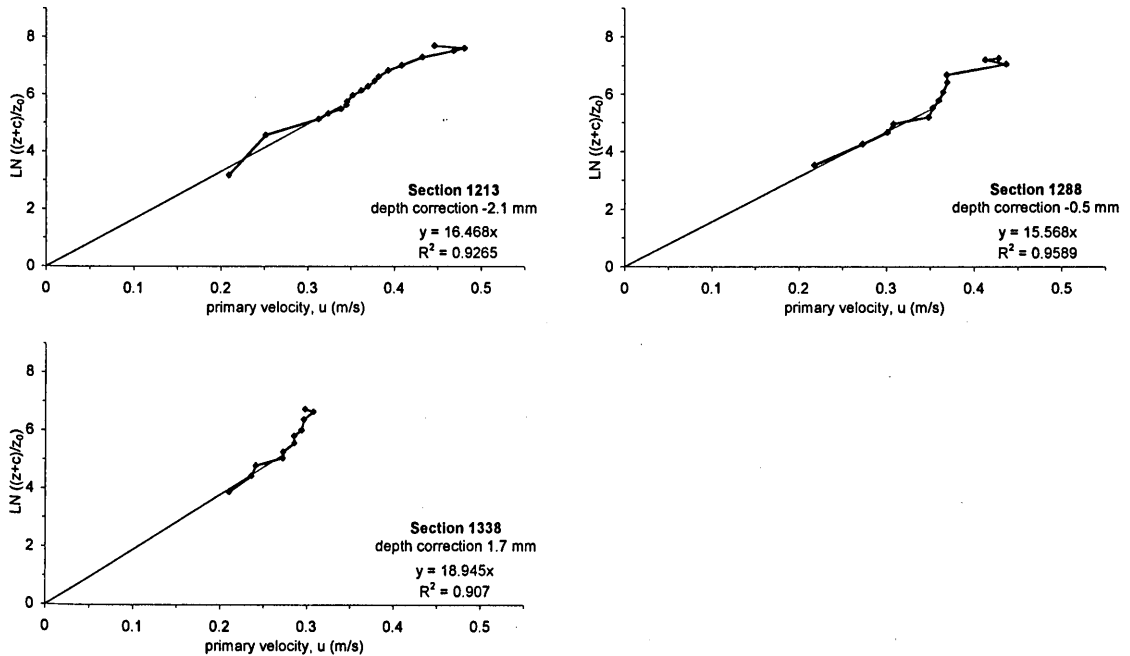 8
6
4
2
0
LN ((z+c)/z0)
Section 1213
depth correction -2.1 mm
y = 16.468x
R² = 0.9265
0 0.1 0.2 0.3 0.4 0.5
primary velocity, u (m/s)
8
6
4
2
0
LN ((z+c)/z0)
Section 1288
depth correction -0.5 mm
y = 15.568x
R² = 0.9589
0 0.1 0.2 0.3 0.4 0.5
primary velocity, u (m/s)
8
6
4
2
0
LN ((z+c)/z0)
Section 1338
depth correction 1.7 mm
y = 18.945x
R² = 0.907
0 0.1 0.2 0.3 0.4 0.5
primary velocity, u (m/s)